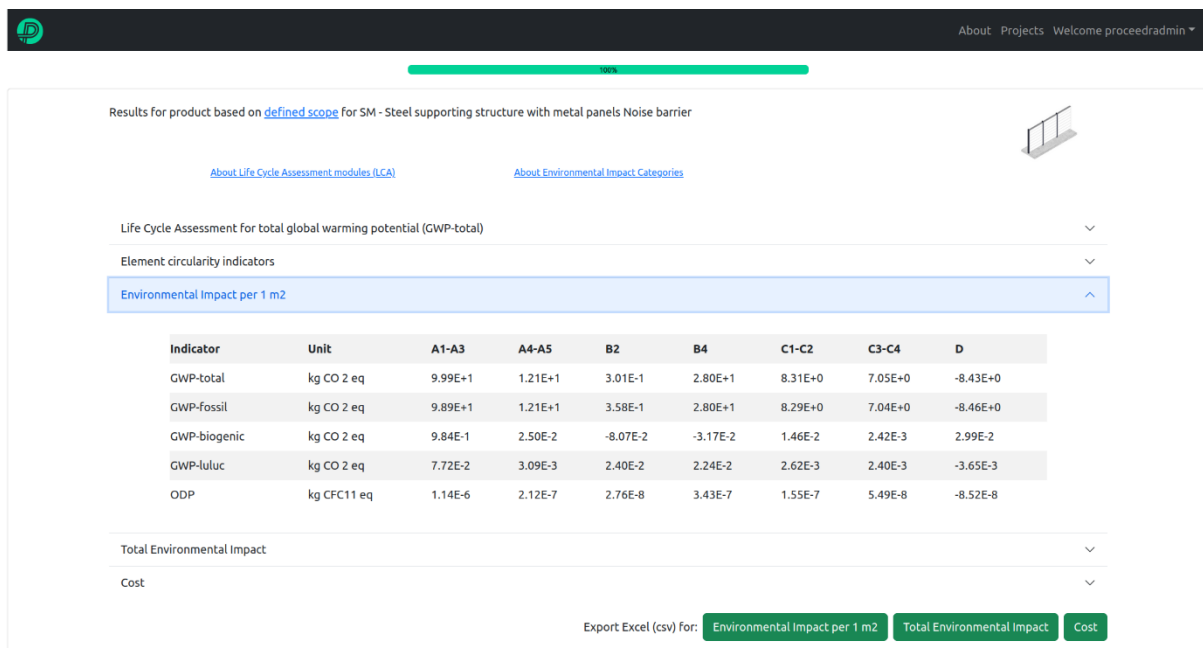 About Projects Welcome proceedradmin
100%
Results for product based on defined scope for SM - Steel supporting structure with metal panels Noise barrier
About Life Cycle Assessment modules (LCA) About Environmental Impact Categories
Life Cycle Assessment for total global warming potential (GWP-total)
Element circularity indicators
Environmental Impact per 1 m2
Indicator Unit A1-A3 A4-A5 B2 B4 C1-C2 C3-C4 D
GWP-total kg CO 2 eq 9.99E+1 1.21E+1 3.01E-1 2.80E+1 8.31E+0 7.05E+0 -8.43E+0
GWP-fossil kg CO 2 eq 9.89E+1 1.21E+1 3.58E-1 2.80E+1 8.29E+0 7.04E+0 -8.46E+0
GWP-biogenic kg CO 2 eq 9.84E-1 2.50E-2 -8.07E-2 -3.17E-2 1.46E-2 2.42E-3 2.99E-2
GWP-luluc kg CO 2 eq 7.72E-2 3.09E-3 2.40E-2 2.24E-2 2.62E-3 2.40E-3 -3.65E-3
ODP kg CFC11 eq 1.14E-6 2.12E-7 2.76E-8 3.43E-7 1.55E-7 5.49E-8 -8.52E-8
Total Environmental Impact
Cost
Export Excel (csv) for: Environmental Impact per 1 m2 Total Environmental Impact Cost